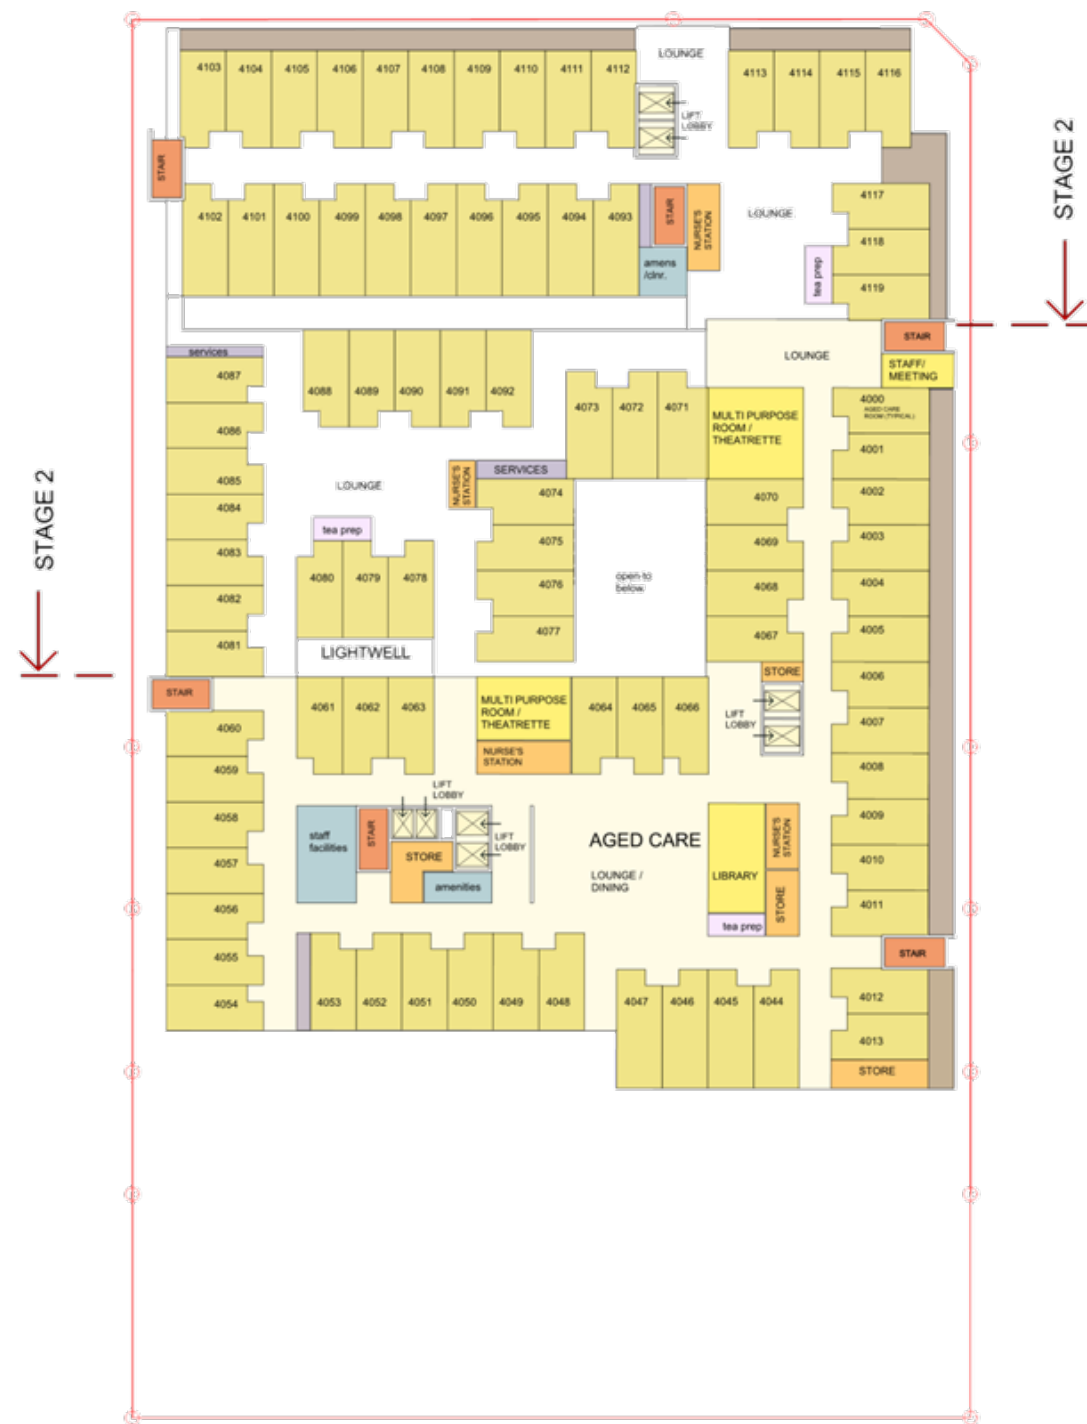 LOUNGE
4103 4104 4105 4106 4107 4108 4109 4110 4111 4112
4113 4114 4115 4116
LIFT
LOBBY
STAIR
STAGE 2
4102 4101 4100 4099 4098 4097 4096 4095 4094 4093
STAIR
NURSE'S
STATION
LOUNGE
4117
4118
4119
tea prep
amens
/clnr.
STAIR
LOUNGE
STAFF/
MEETING
services
4087
4086
4085
4084
4083
4082
4081
4088 4089 4090 4091 4092
4073 4072 4071
MULTI PURPOSE
ROOM /
THEATRETTE
4000
AGED CARE
ROOM (TYPICAL)
4001
4002
4003
4004
4005
4006
4007
4008
4009
4010
4011
STAGE 2
LOUNGE
NURSE'S
STATION
SERVICES
4074
4075
4076
4077
tea prep
4080 4079 4078
LIGHTWELL
open to
below.
4070
4069
4068
4067
STORE
LIFT
LOBBY
STAIR
4060
4059
4058
4057
4056
4055
4054
4061 4062 4063
MULTI PURPOSE
ROOM /
THEATRETTE
NURSE'S
STATION
4064 4065 4066
LIFT
LOBBY
staff
facilities
STAIR
STORE
LIFT
LOBBY
amenities
AGED CARE
LOUNGE /
DINING
LIBRARY
NURSE'S
STATION
STORE
tea prep
STAIR
4053 4052 4051 4050 4049 4048
4047 4046 4045 4044
4012
4013
STORE